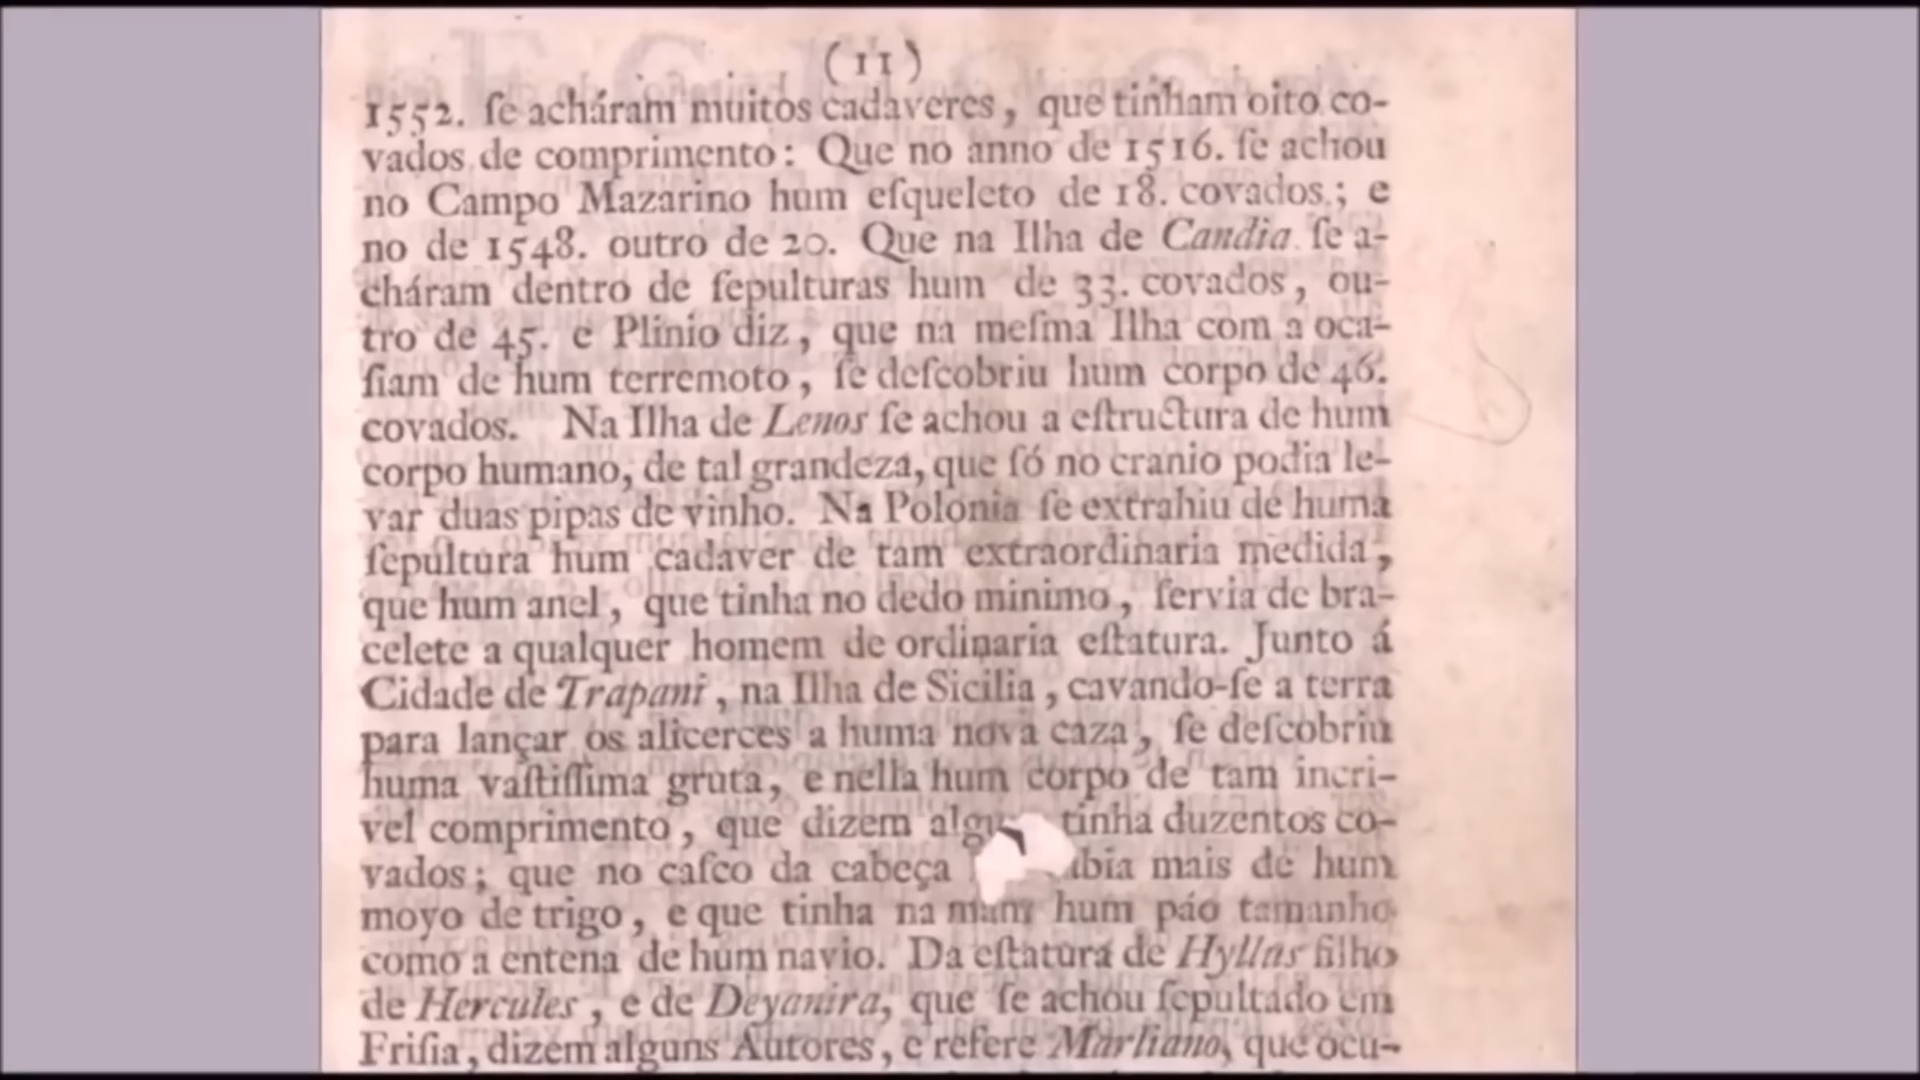 (11)
1552. ſe acháram muitos cadaveres, que tinham oito co-
vados de comprimento: Que no anno de 1516. ſe achou
no Campo Mazarino hum eſqueleto de 18. covados; e
no de 1548. outro de 20. Que na Ilha de Candia ſe a-
cháram dentro de ſepulturas hum de 33. covados, ou-
tro de 45. e Plinio diz, que na meſma Ilha com a oca-
ſiam de hum terremoto, ſe deſcobriu hum corpo de 46.
covados. Na Ilha de Lenos ſe achou a eſtructura de hum
corpo humano, de tal grandeza, que ſó no cranio podia le-
var duas pipas de vinho. Na Polonia ſe extrahiu de huma
ſepultura hum cadaver de tam extraordinaria medida,
que hum anel, que tinha no dedo minimo, ſervia de bra-
celete a qualquer homem de ordinaria eſtatura. Junto á
Cidade de Trapani, na Ilha de Sicilia, cavando-ſe a terra
para lançar os alicerces a huma nova caza, ſe deſcobriu
huma vaſtiſſima gruta, e nella hum corpo de tam incri-
vel comprimento, que dizem tinha duzentos co-
vados; que no caſco da cabeça mais de hum
moyo de trigo, e que tinha na mam hum páo tamanho
como a entena de hum navio. Da eſtatura de Hyllas filho
de Hercules, e de Deyanira, que ſe achou ſepultado em
Friſia, dizem alguns Autores, e refere Marliano, que ocu-